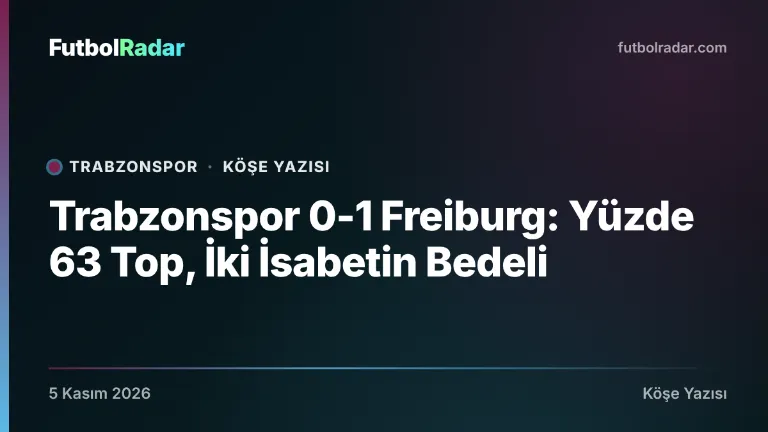 FutbolRadar
futbolradar.com
TRABZONSPOR · KÖŞE YAZISI
Trabzonspor 0-1 Freiburg: Yüzde
63 Top, İki İsabetin Bedeli
5 Kasım 2026
Köşe Yazısı